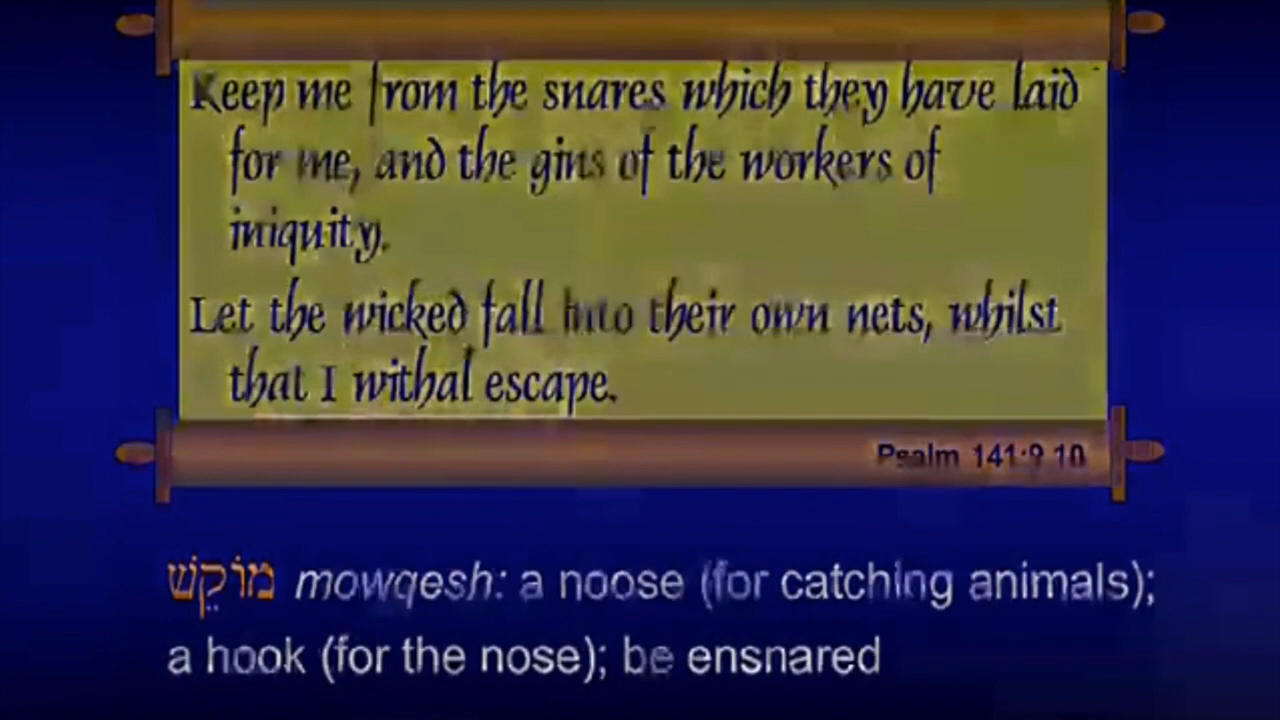 Keep me from the snares which they have laid
for me, and the gins of the workers of
iniquity.
Let the wicked fall into their own nets, whilst
that I withal escape.
Psalm 141:9,10
מוֹקֵשׁ mowqesh: a noose (for catching animals);
a hook (for the nose); be ensnared